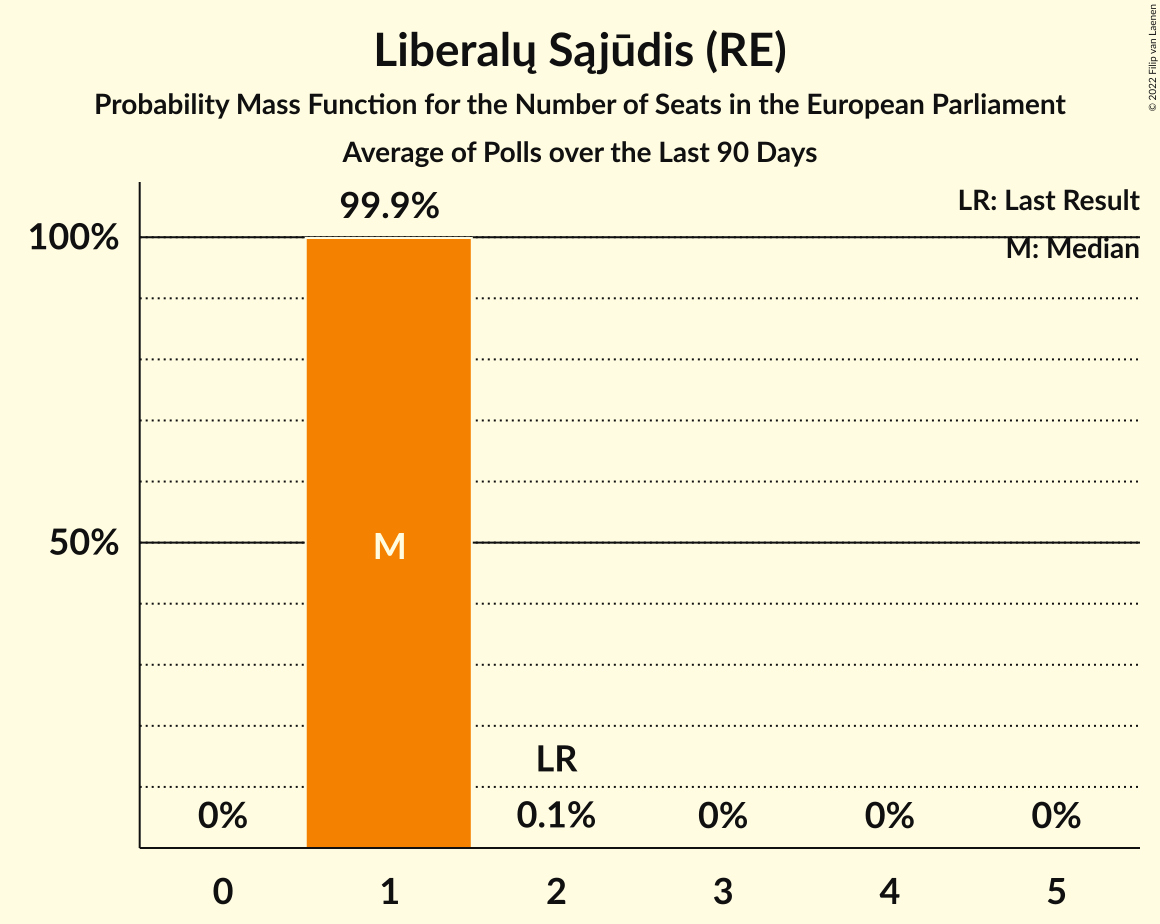 Liberalų Sąjūdis (RE)
Probability Mass Function for the Number of Seats in the European Parliament
Average of Polls over the Last 90 Days
© 2022 Filip van Laenen
99.9%
LR: Last Result
100%
M: Median
50%
M
LR
0%
0.1%
0%
0%
0%
0
1
2
3
4
5